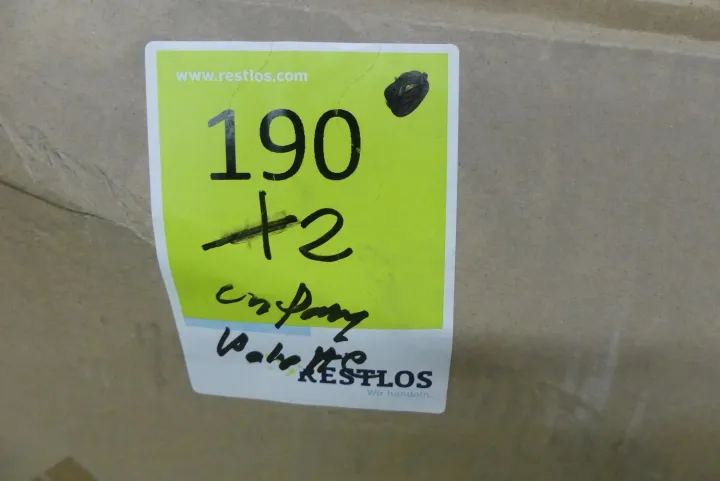 www.restlos.com
190
+2
Palette
RESTLOS
Wir handeln.